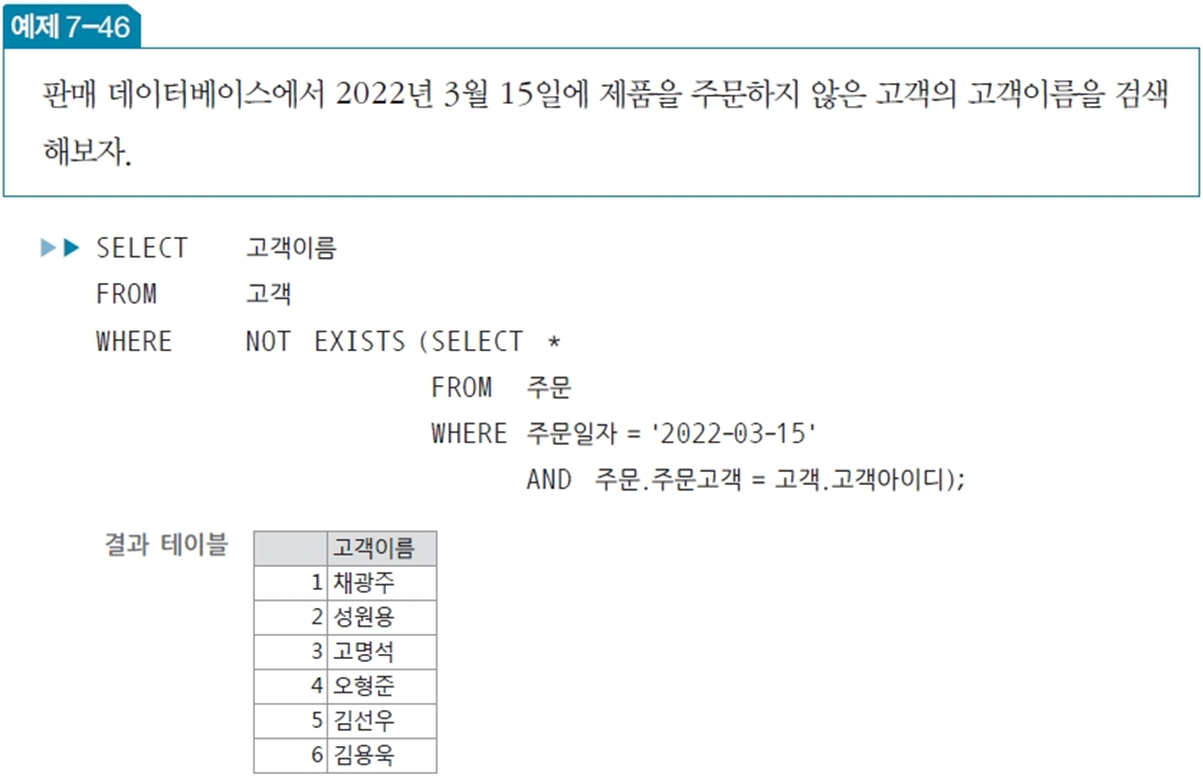 예제 7-46
판매 데이터베이스에서 2022년 3월 15일에 제품을 주문하지 않은 고객의 고객이름을 검색
해보자.
SELECT 고객이름
FROM 고객
WHERE NOT EXISTS (SELECT *
FROM 주문
WHERE 주문일자 = '2022-03-15'
AND 주문.주문고객 = 고객.고객아이디);
결과 테이블
고객이름
1 채광주
2 성원용
3 고명석
4 오형준
5 김선우
6 김용욱